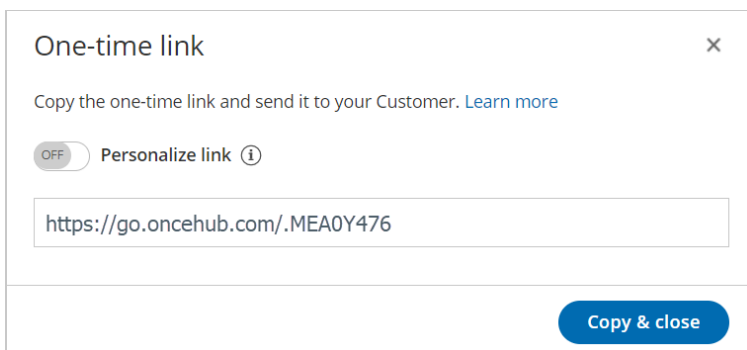 One-time link
Copy the one-time link and send it to your Customer. Learn more
OFF Personalize link
https://go.oncehub.com/.MEA0Y476
Copy & close